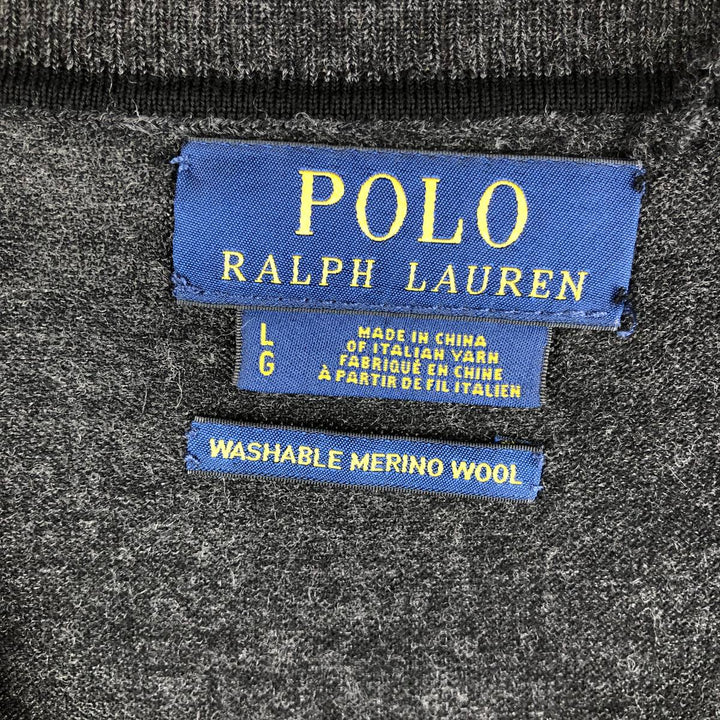 POLO
RALPH LAUREN
L
G
MADE IN CHINA
OF ITALIAN YARN
FABRIQUÉ EN CHINE
À PARTIR DE FIL ITALIEN
WASHABLE MERINO WOOL